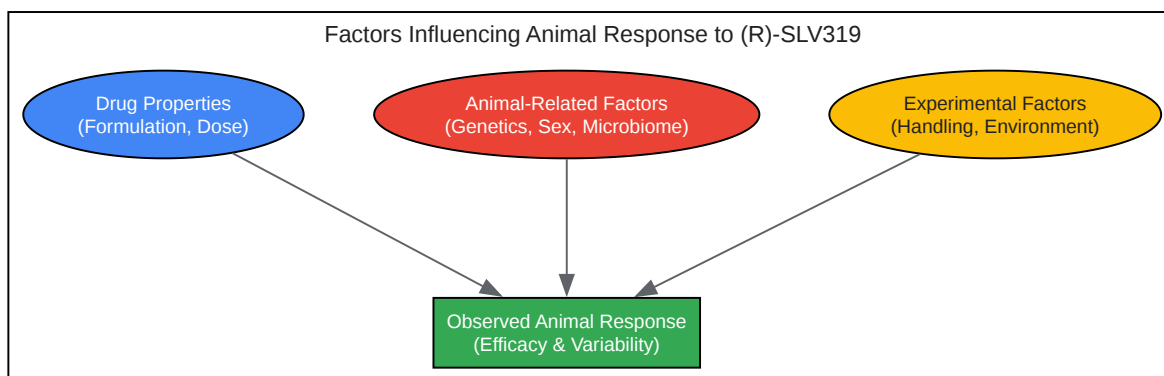 Factors Influencing Animal Response to (R)-SLV319
Drug Properties
(Formulation, Dose)
Animal-Related Factors
(Genetics, Sex, Microbiome)
Experimental Factors
(Handling, Environment)
Observed Animal Response
(Efficacy & Variability)